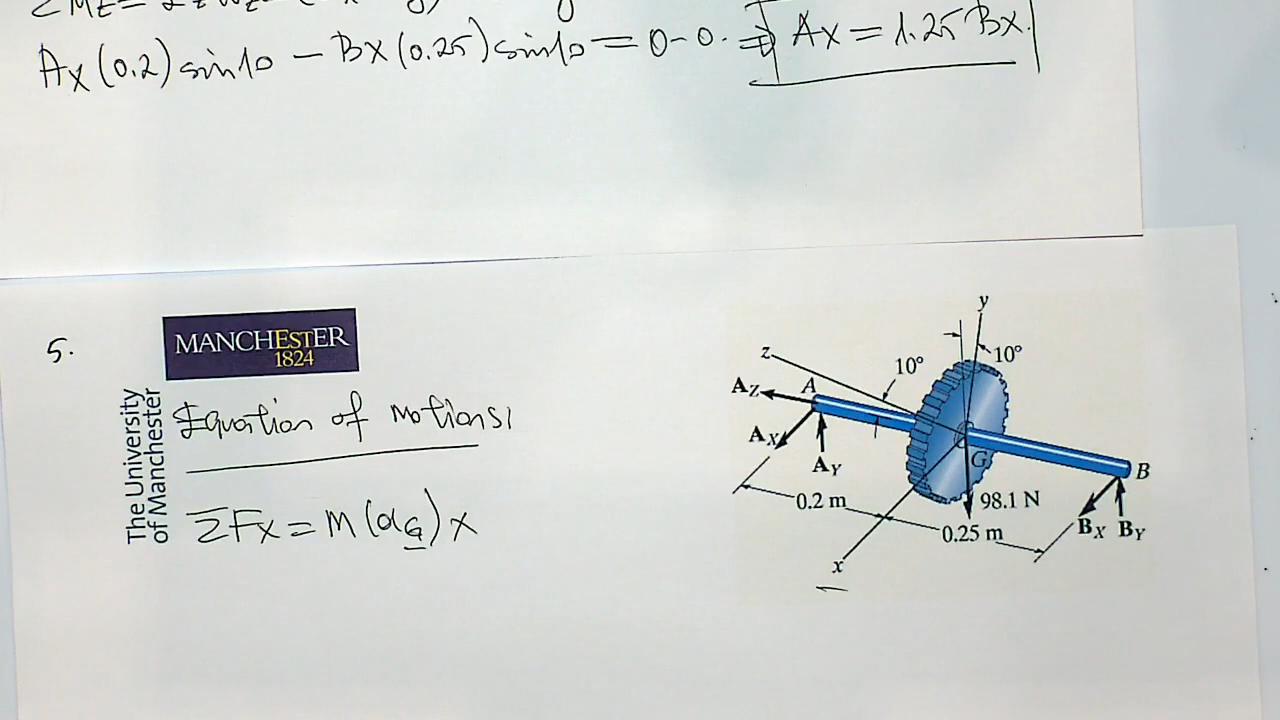 Ax (0.2) sin10 - Bx (0.25) sin10 = 0-0. ⇒ Ax = 1.25 Bx.
5.
MANCHESTER
1824
The University
of Manchester
Equation of Motions:
ΣFx = m(aG)x
y
z
10°
10°
AZ
A
AX
AY
G
B
0.2 m
98.1 N
0.25 m
BX
BY
x